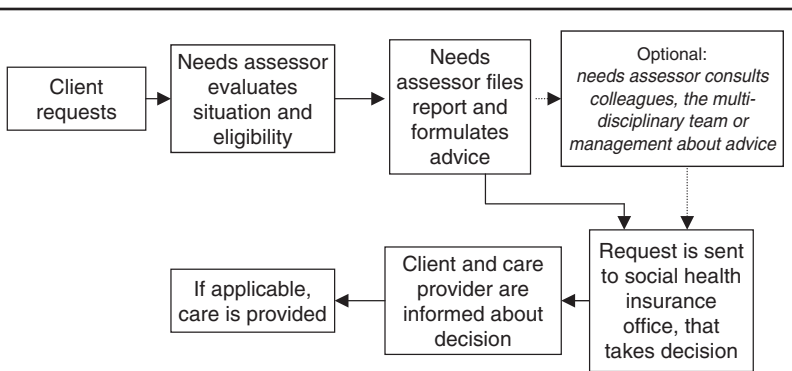 Client
requests
Needs assessor
evaluates
situation and
eligibility
Needs
assessor files
report and
formulates
advice
Optional:
needs assessor consults
colleagues, the multi-
disciplinary team or
management about advice
Request is sent
to social health
insurance
office, that
takes decision
Client and care
provider are
informed about
decision
If applicable,
care is provided